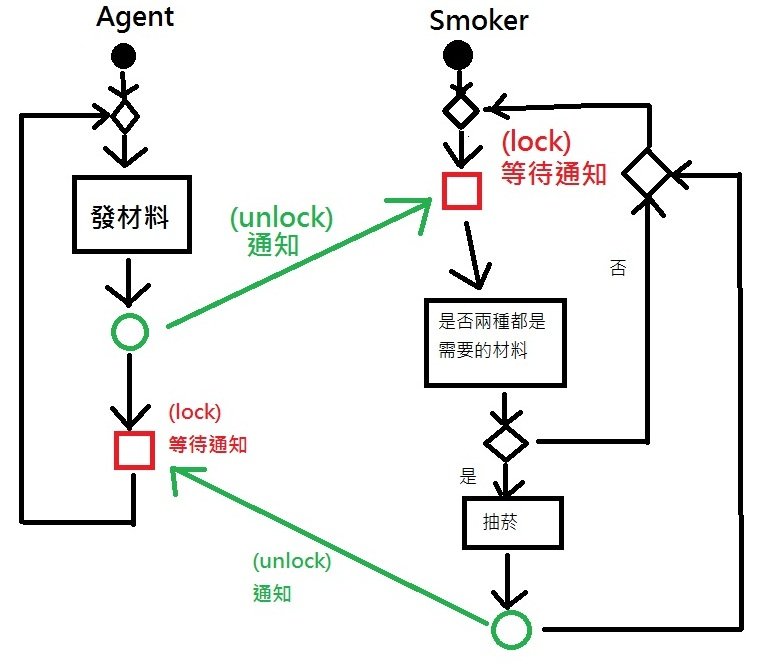 Agent
Smoker
發材料
(unlock)
通知
(lock)
等待通知
否
是否兩種都是
需要的材料
(lock)
等待通知
是
抽菸
(unlock)
通知